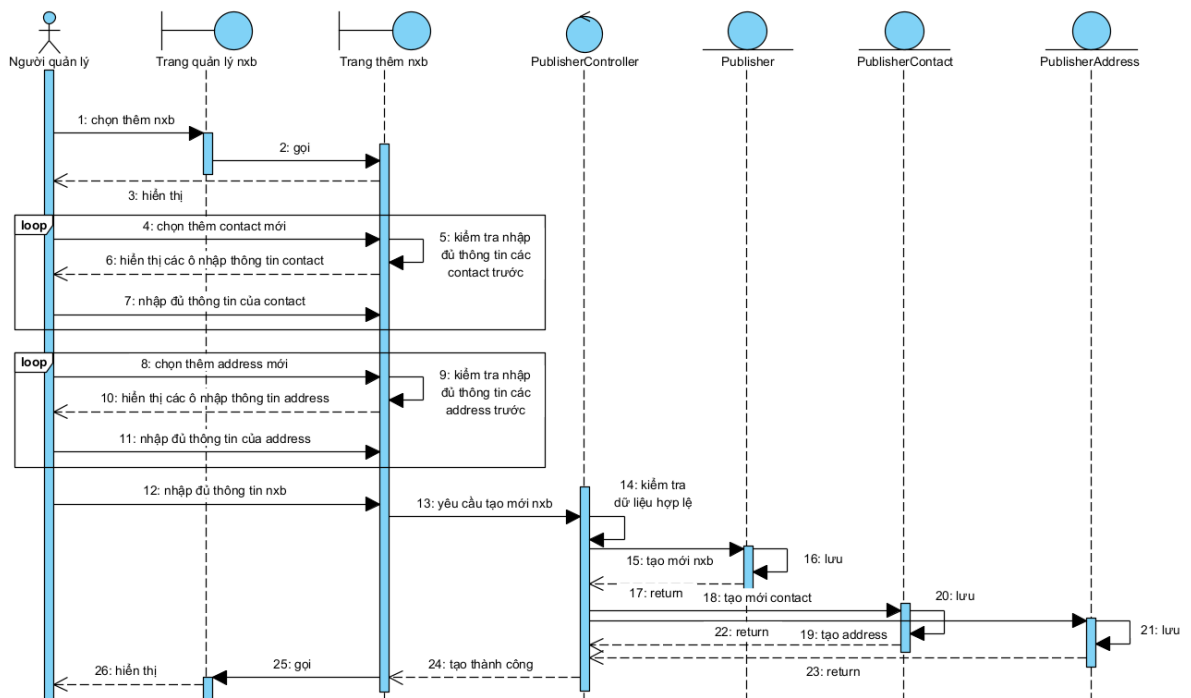 Người quản lý
Trang quản lý nxb
Trang thêm nxb
PublisherController
Publisher
PublisherContact
PublisherAddress
1: chọn thêm nxb
2: gọi
3: hiển thị
loop
4: chọn thêm contact mới
5: kiểm tra nhập
đủ thông tin các
contact trước
6: hiển thị các ô nhập thông tin contact
7: nhập đủ thông tin của contact
loop
8: chọn thêm address mới
9: kiểm tra nhập
đủ thông tin các
address trước
10: hiển thị các ô nhập thông tin address
11: nhập đủ thông tin của address
12: nhập đủ thông tin nxb
13: yêu cầu tạo mới nxb
14: kiểm tra
dữ liệu hợp lệ
15: tạo mới nxb
16: lưu
17: return
18: tạo mới contact
20: lưu
22: return
19: tạo address
21: lưu
23: return
24: tạo thành công
25: gọi
26: hiển thị